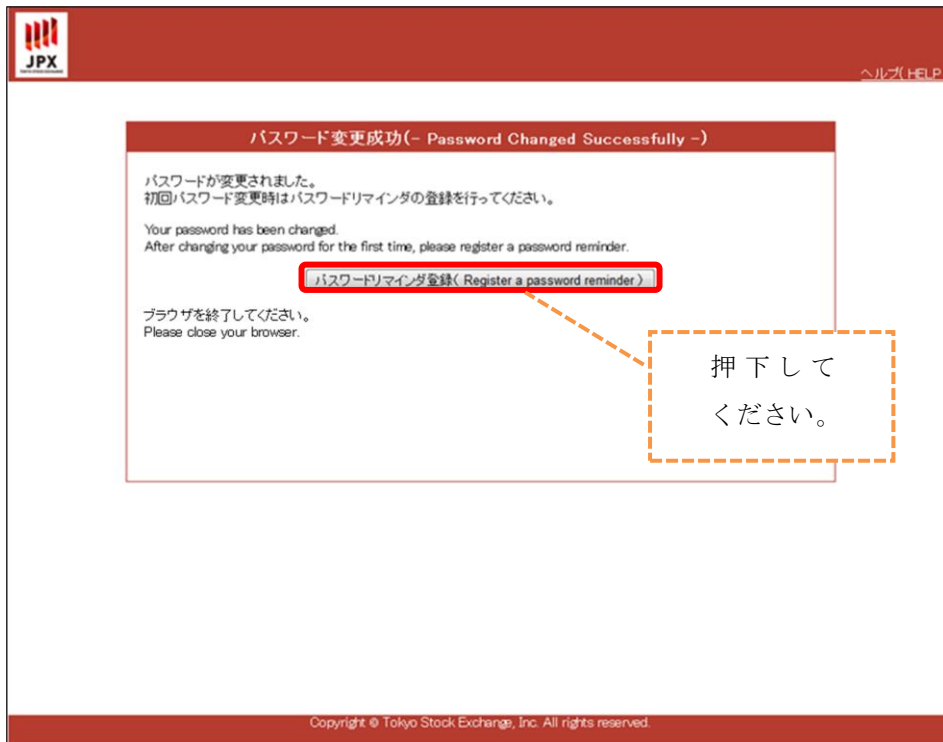 JPX
TOKYO STOCK EXCHANGE
ヘルプ( HELP
パスワード変更成功(- Password Changed Successfully -)
パスワードが変更されました。
初回パスワード変更時はパスワードリマインダの登録を行ってください。
Your password has been changed.
After changing your password for the first time, please register a password reminder.
パスワードリマインダ登録( Register a password reminder )
ブラウザを終了してください。
Please close your browser.
押下して
ください。
Copyright © Tokyo Stock Exchange, Inc. All rights reserved.